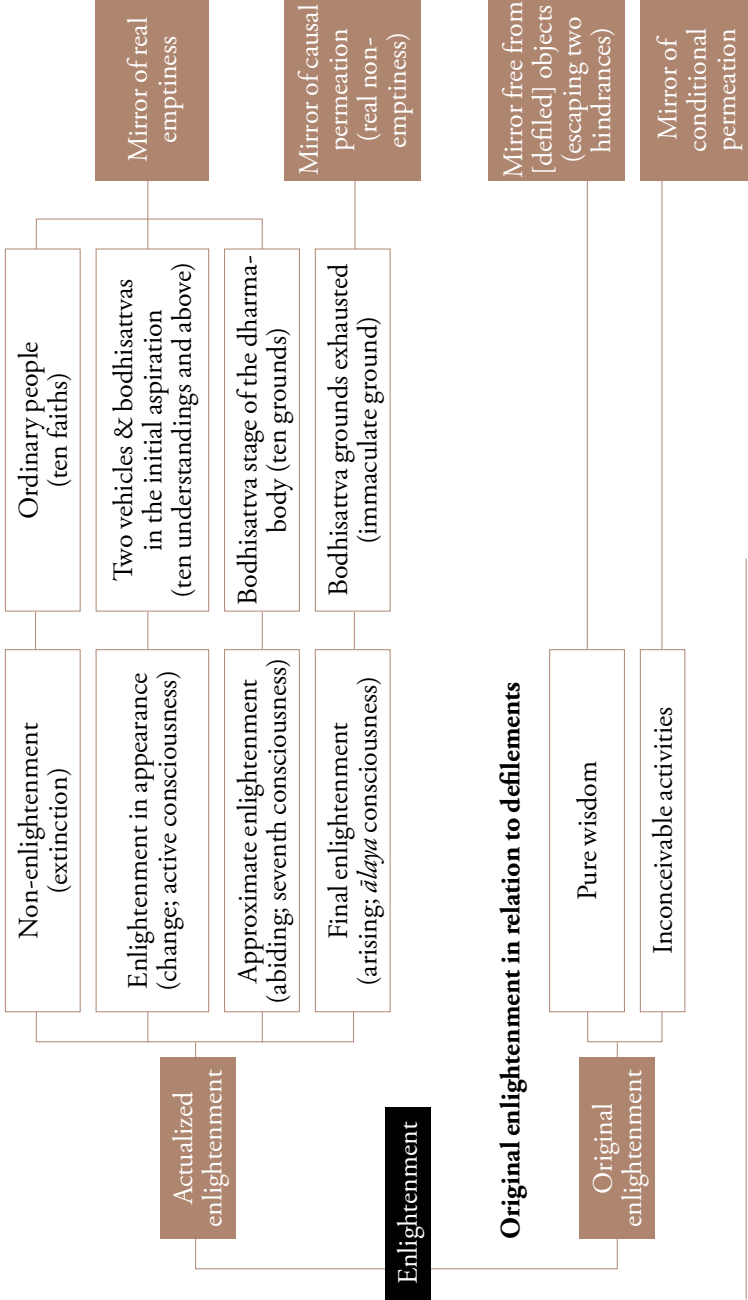 Enlightenment
Actualized
enlightenment
Non-enlightenment
(extinction)
Ordinary people
(ten faiths)
Enlightenment in appearance
(change; active consciousness)
Two vehicles & bodhisattvas
in the initial aspiration
(ten understandings and above)
Mirror of real
emptiness
Approximate enlightenment
(abiding; seventh consciousness)
Bodhisattva stage of the dharma-
body (ten grounds)
Final enlightenment
(arising; ālaya consciousness)
Bodhisattva grounds exhausted
(immaculate ground)
Mirror of causal
permeation
(real non-
emptiness)
Original enlightenment in relation to defilements
Original
enlightenment
Pure wisdom
Mirror free from
[defiled] objects
(escaping two
hindrances)
Inconceivable activities
Mirror of
conditional
permeation